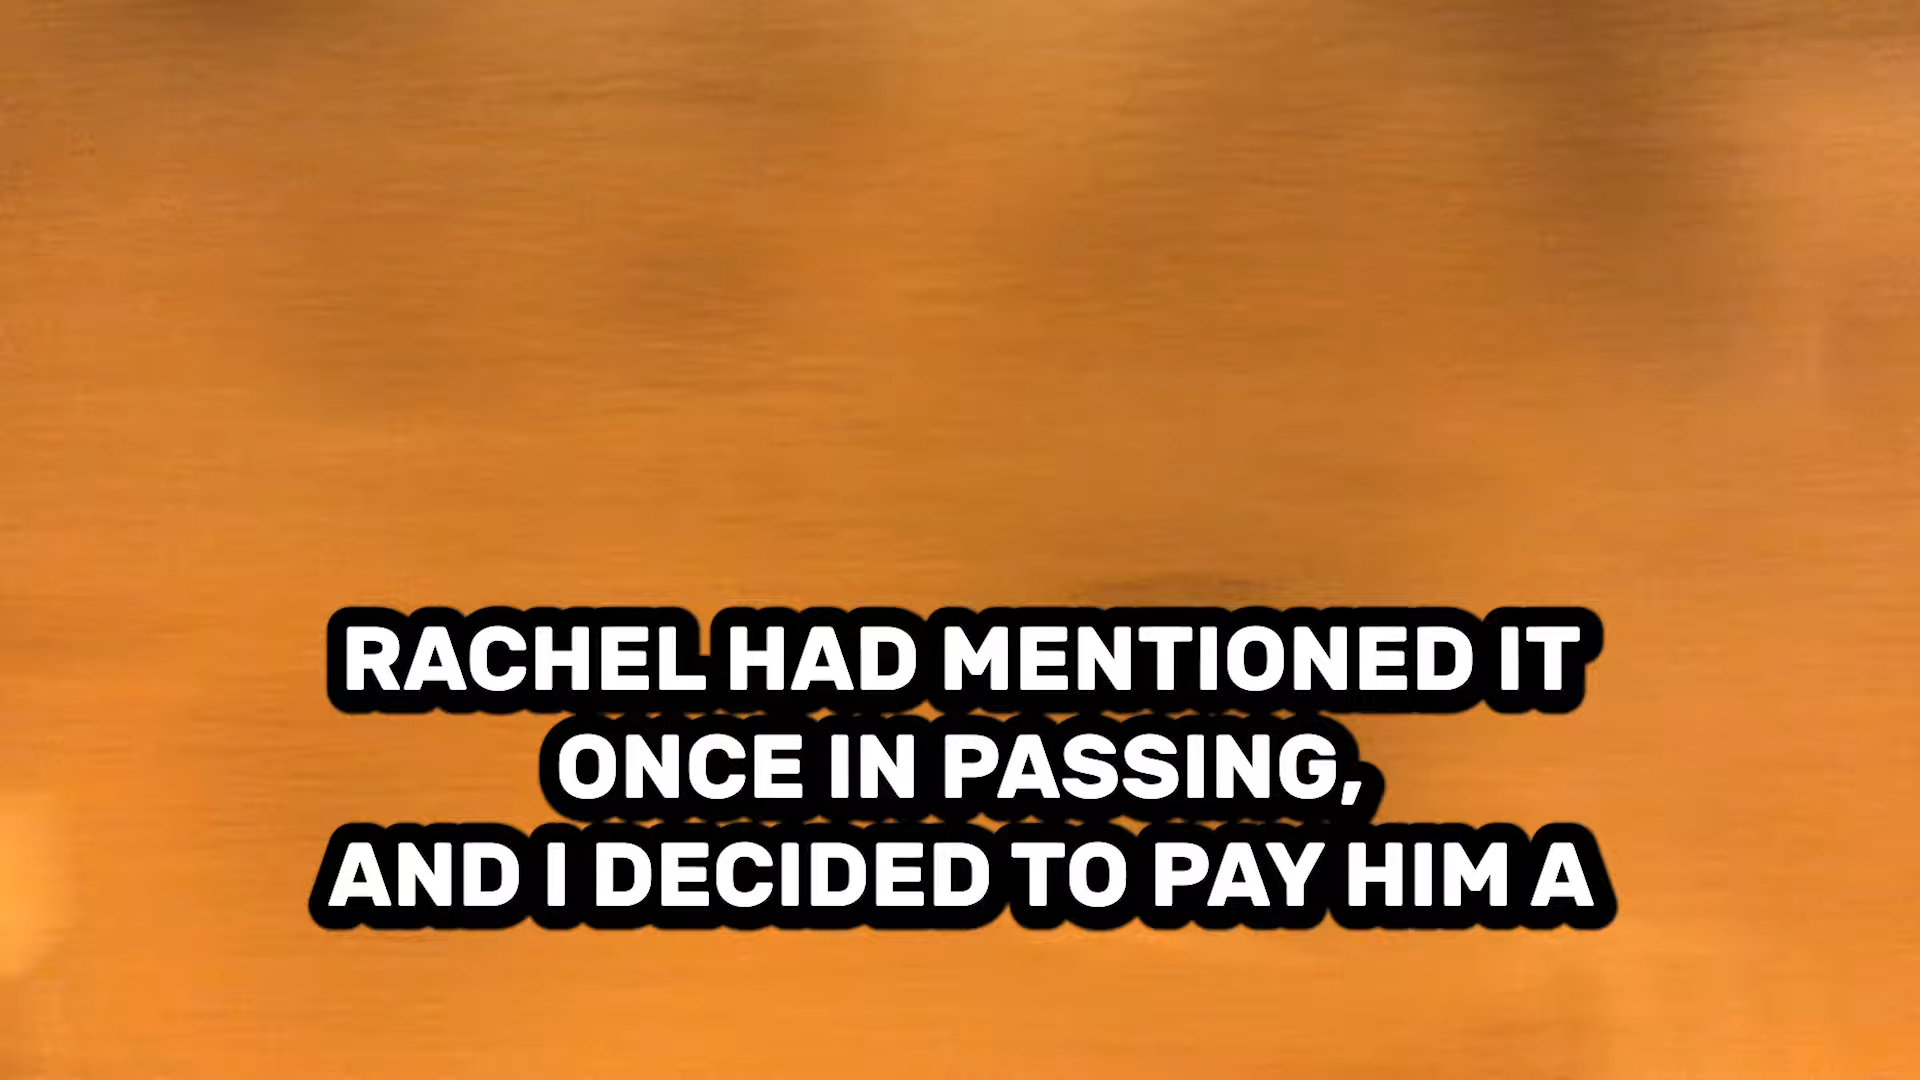 RACHEL HAD MENTIONED IT
ONCE IN PASSING,
AND I DECIDED TO PAY HIM A